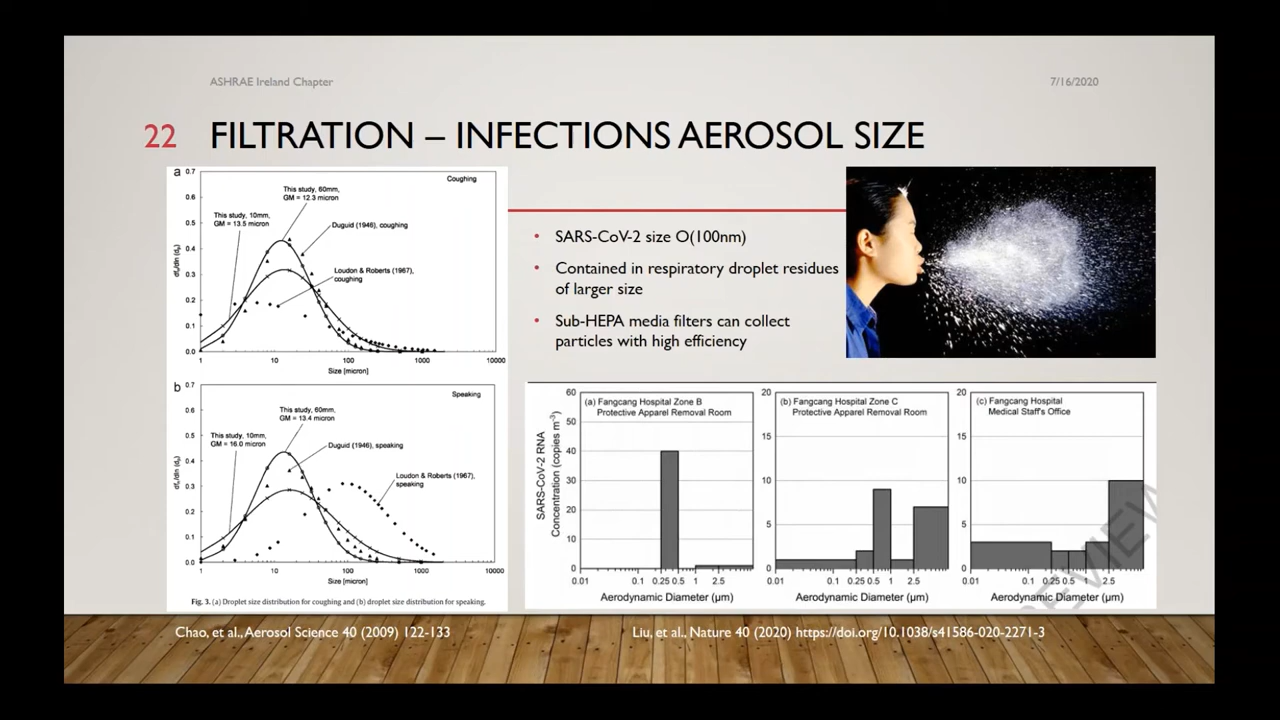 ASHRAE Ireland Chapter
7/16/2020
22
FILTRATION – INFECTIONS AEROSOL SIZE
a
0.7
0.6
0.5
0.4
0.3
0.2
0.1
0.0
Coughing
This study, 60mm,
GM = 12.3 micron
This study, 10mm,
GM = 13.5 micron
Duguid (1946), coughing
Loudon & Roberts (1967),
coughing
1
10
100
1000
10000
Size [micron]
b
0.7
0.6
0.5
0.4
0.3
0.2
0.1
0.0
Speaking
This study, 60mm,
GM = 13.4 micron
This study, 10mm,
GM = 16.0 micron
Duguid (1946), speaking
Loudon & Roberts (1967),
speaking
1
10
100
1000
10000
Size [micron]
Fig. 3. (a) Droplet size distribution for coughing and (b) droplet size distribution for speaking.
• SARS-CoV-2 size O(100nm)
• Contained in respiratory droplet residues
of larger size
• Sub-HEPA media filters can collect
particles with high efficiency
SARS-CoV-2 RNA
Concentration (copies m⁻³)
60
50
40
30
20
10
0
(a) Fangcang Hospital Zone B
Protective Apparel Removal Room
0.01 0.1 0.25 0.5 1 2.5
Aerodynamic Diameter (μm)
20
15
10
5
0
(b) Fangcang Hospital Zone C
Protective Apparel Removal Room
0.01 0.1 0.25 0.5 1 2.5
Aerodynamic Diameter (μm)
20
15
10
5
0
(c) Fangcang Hospital
Medical Staff's Office
0.01 0.1 0.25 0.5 1 2.5
Aerodynamic Diameter (μm)
Chao, et al., Aerosol Science 40 (2009) 122-133
Liu, et al., Nature 40 (2020) https://doi.org/10.1038/s41586-020-2271-3